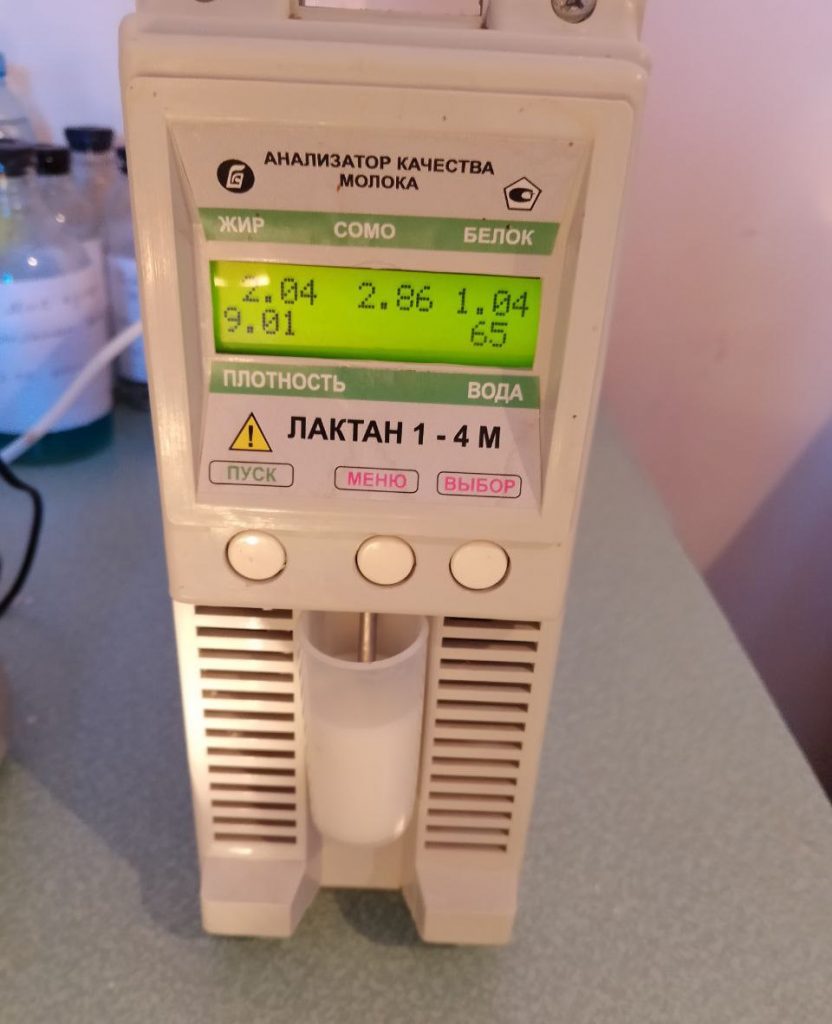 АНАЛИЗАТОР КАЧЕСТВА
МОЛОКА
ЖИР СОМО БЕЛОК
2.04 2.86 1.04
9.01 65
ПЛОТНОСТЬ ВОДА
ЛАКТАН 1 - 4 М
ПУСК МЕНЮ ВЫБОР